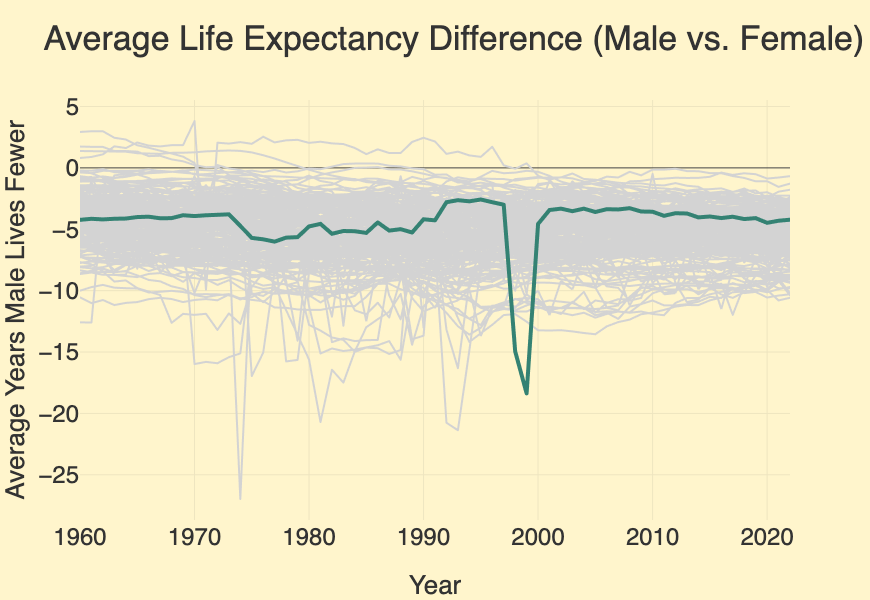 Average Life Expectancy Difference (Male vs. Female)
Average Years Male Lives Fewer
5
0
−5
−10
−15
−20
−25
1960 1970 1980 1990 2000 2010 2020
Year